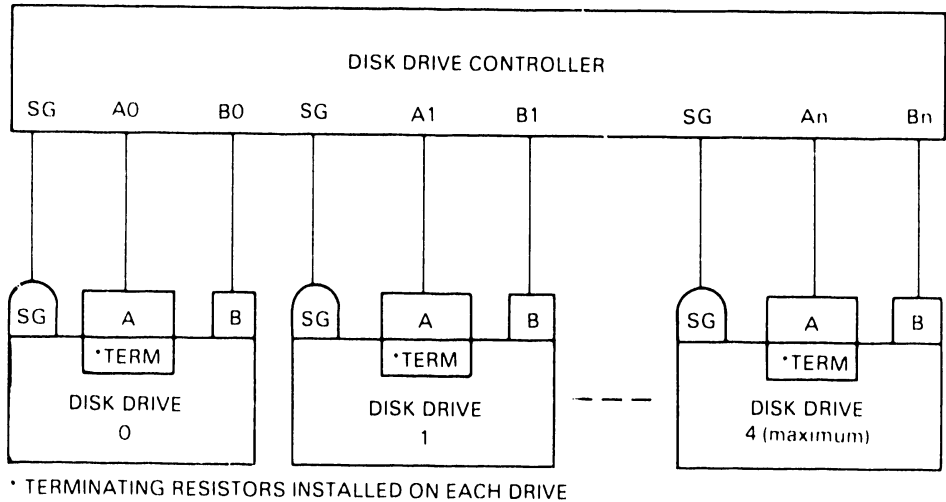 DISK DRIVE CONTROLLER
SG A0 B0 SG A1 B1 SG An Bn
SG A B SG A B SG A B
*TERM *TERM *TERM
DISK DRIVE DISK DRIVE DISK DRIVE
0 1 4 (maximum)
* TERMINATING RESISTORS INSTALLED ON EACH DRIVE